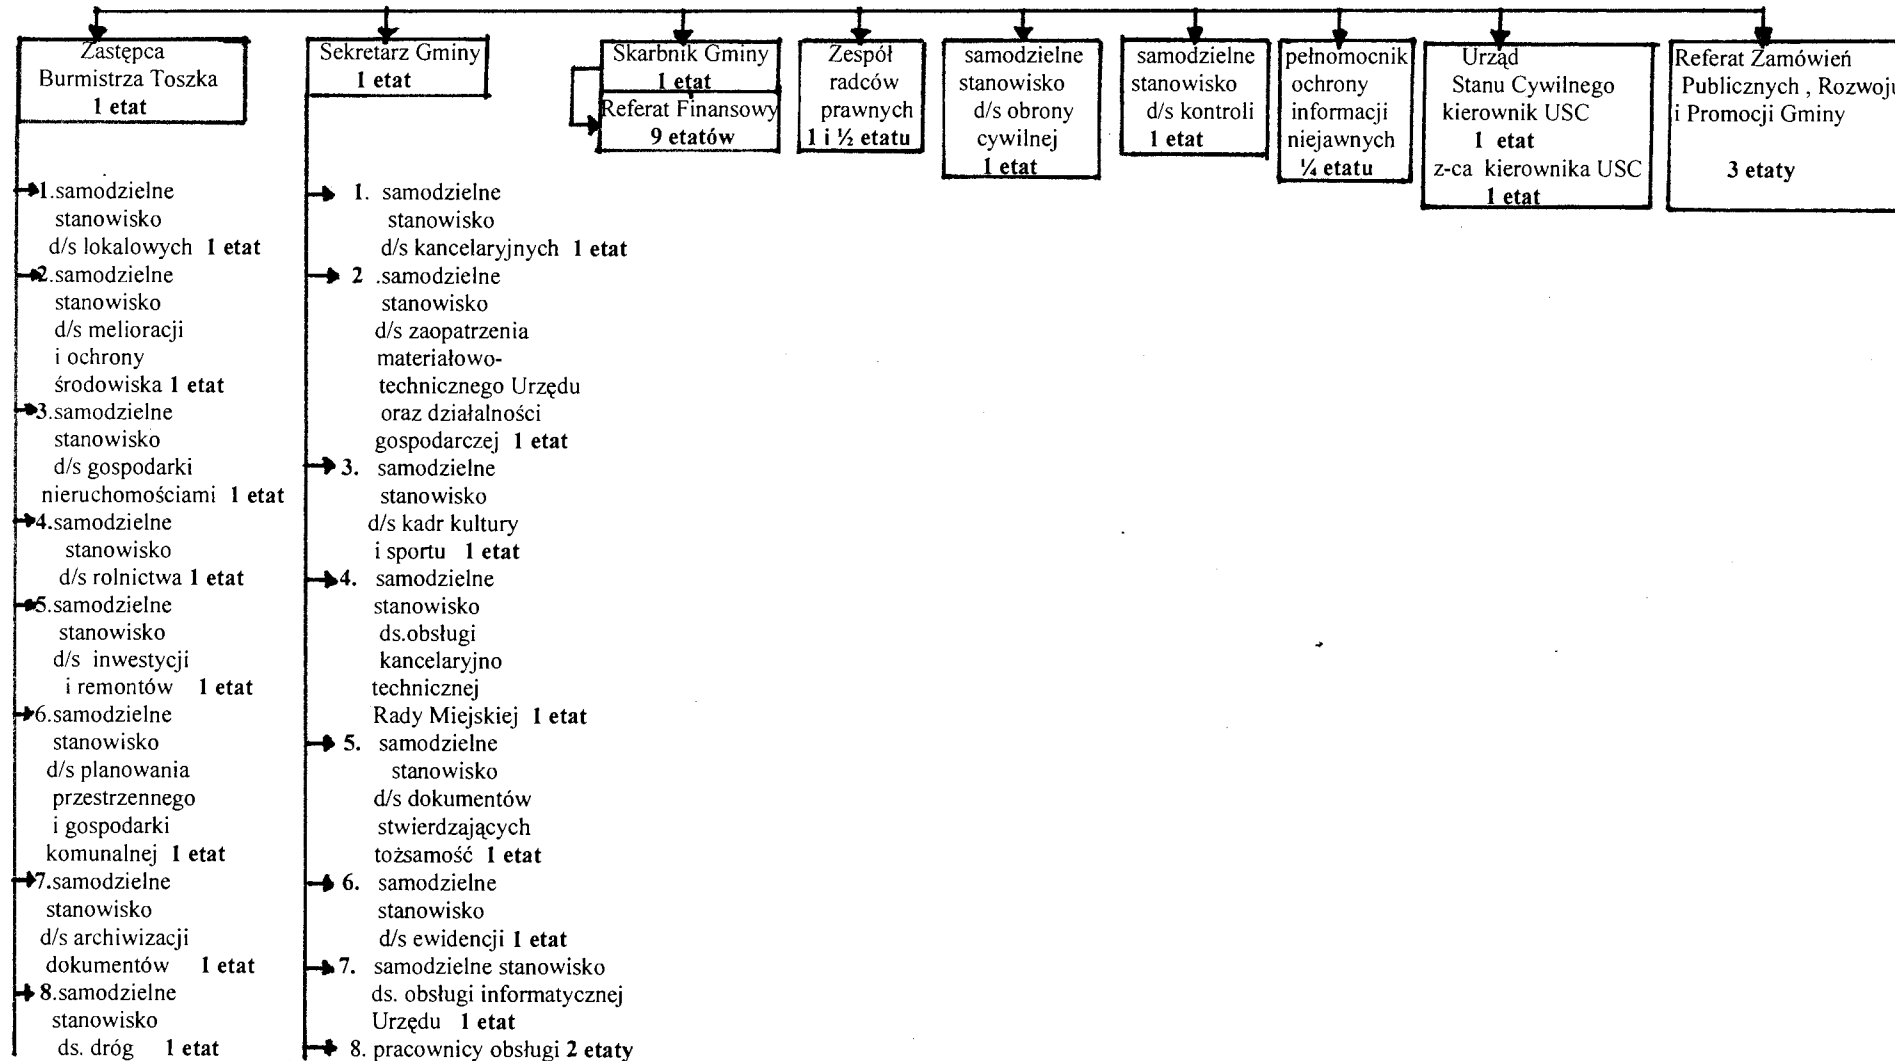 Zastępca
Burmistrza Toszka
1 etat
Sekretarz Gminy
1 etat
Skarbnik Gminy
1 etat
Referat Finansowy
9 etatów
Zespół
radców
prawnych
1 i ½ etatu
samodzielne
stanowisko
d/s obrony
cywilnej
1 etat
samodzielne
stanowisko
d/s kontroli
1 etat
pełnomocnik
ochrony
informacji
niejawnych
¼ etatu
Urząd
Stanu Cywilnego
kierownik USC
1 etat
z-ca kierownika USC
1 etat
Referat Zamówień
Publicznych , Rozwoju
i Promocji Gminy
3 etaty
1.samodzielne
stanowisko
d/s lokalowych 1 etat
2.samodzielne
stanowisko
d/s melioracji
i ochrony
środowiska 1 etat
3.samodzielne
stanowisko
d/s gospodarki
nieruchomościami 1 etat
4.samodzielne
stanowisko
d/s rolnictwa 1 etat
5.samodzielne
stanowisko
d/s inwestycji
i remontów 1 etat
6.samodzielne
stanowisko
d/s planowania
przestrzennego
i gospodarki
komunalnej 1 etat
7.samodzielne
stanowisko
d/s archiwizacji
dokumentów 1 etat
8.samodzielne
stanowisko
ds. dróg 1 etat
1. samodzielne
stanowisko
d/s kancelaryjnych 1 etat
2 .samodzielne
stanowisko
d/s zaopatrzenia
materiałowo-
technicznego Urzędu
oraz działalności
gospodarczej 1 etat
3. samodzielne
stanowisko
d/s kadr kultury
i sportu 1 etat
4. samodzielne
stanowisko
ds.obsługi
kancelaryjno
technicznej
Rady Miejskiej 1 etat
5. samodzielne
stanowisko
d/s dokumentów
stwierdzających
tożsamość 1 etat
6. samodzielne
stanowisko
d/s ewidencji 1 etat
7. samodzielne stanowisko
ds. obsługi informatycznej
Urzędu 1 etat
8. pracownicy obsługi 2 etaty